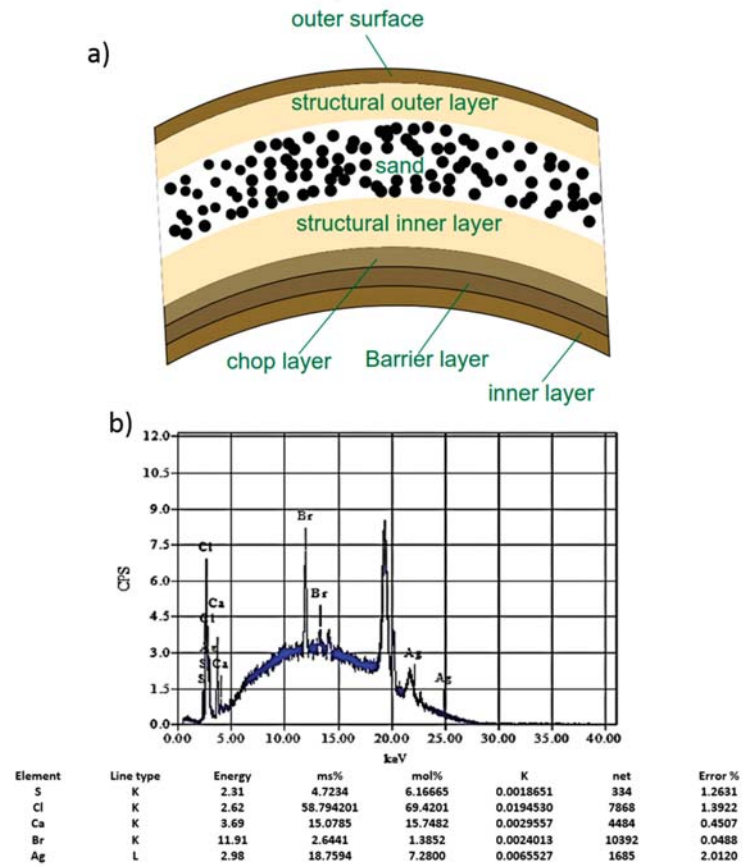 outer surface
a)
structural outer layer
sand
structural inner layer
chop layer
Barrier layer
inner layer
b)
12.0
10.5
9.0
7.5
6.0
4.5
3.0
1.5
0.0
CPS
Cl
Ca
Cl
Ag
S
S
Ca
Br
Br
Ag
Ag
0.00 5.00 10.00 15.00 20.00 25.00 30.00 35.00 40.00
keV
Element Line type Energy ms% mol% K net Error %
S K 2.31 4.7234 6.16665 0.0018651 334 1.2631
Cl K 2.62 58.794201 69.4201 0.0194530 7868 1.3922
Ca K 3.69 15.0785 15.7482 0.0029557 4484 0.4507
Br K 11.91 2.6441 1.3852 0.0024013 10392 0.0488
Ag L 2.98 18.7594 7.2800 0.0065527 1685 2.0120